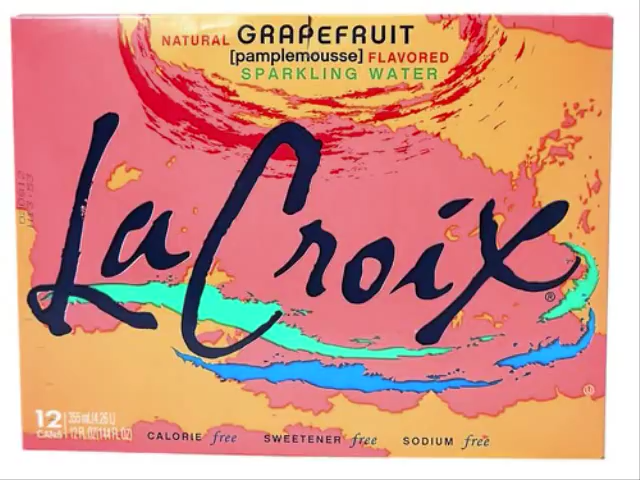 NATURAL GRAPEFRUIT
[pamplemousse] FLAVORED
SPARKLING WATER
LaCroix®
12 CANS
355 mL (4.26 L)
12 FL OZ (144 FL OZ)
CALORIE free SWEETENER free SODIUM free